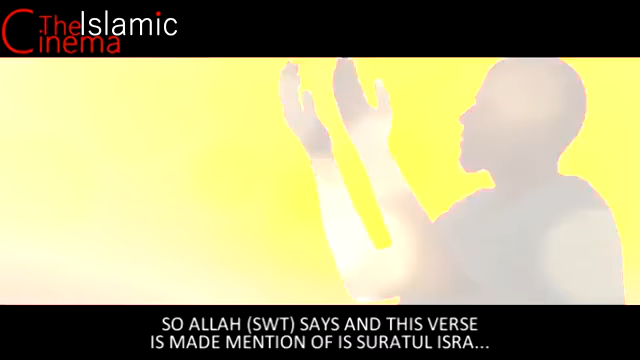 The Islamic
Cinema
SO ALLAH (SWT) SAYS AND THIS VERSE
IS MADE MENTION OF IS SURATUL ISRA...